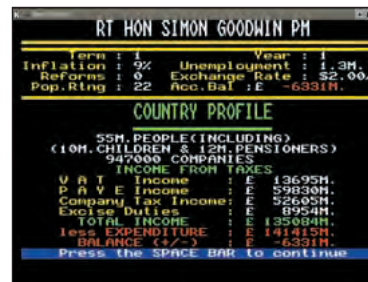 RT HON SIMON GOODWIN PM
Term : 1 Year : 1
Inflation : 9% Unemployment : 1.3M.
Reforms : 0 Exchange Rate : $2.00/
Pop.Rtng : 22 Acc.Bal :£ -6331M.
COUNTRY PROFILE
55M.PEOPLE(INCLUDING)
(10M.CHILDREN & 12M.PENSIONERS)
947000 COMPANIES
INCOME FROM TAXES
V A T Income : £ 13695M.
P A Y E Income : £ 59830M.
Company Tax Income: £ 52605M.
Excise Duties : £ 8954M.
TOTAL INCOME : £ 135084M.
less EXPENDITURE : £ 141415M.
BALANCE (+/-) : £ -6331M.
Press the SPACE BAR to continue